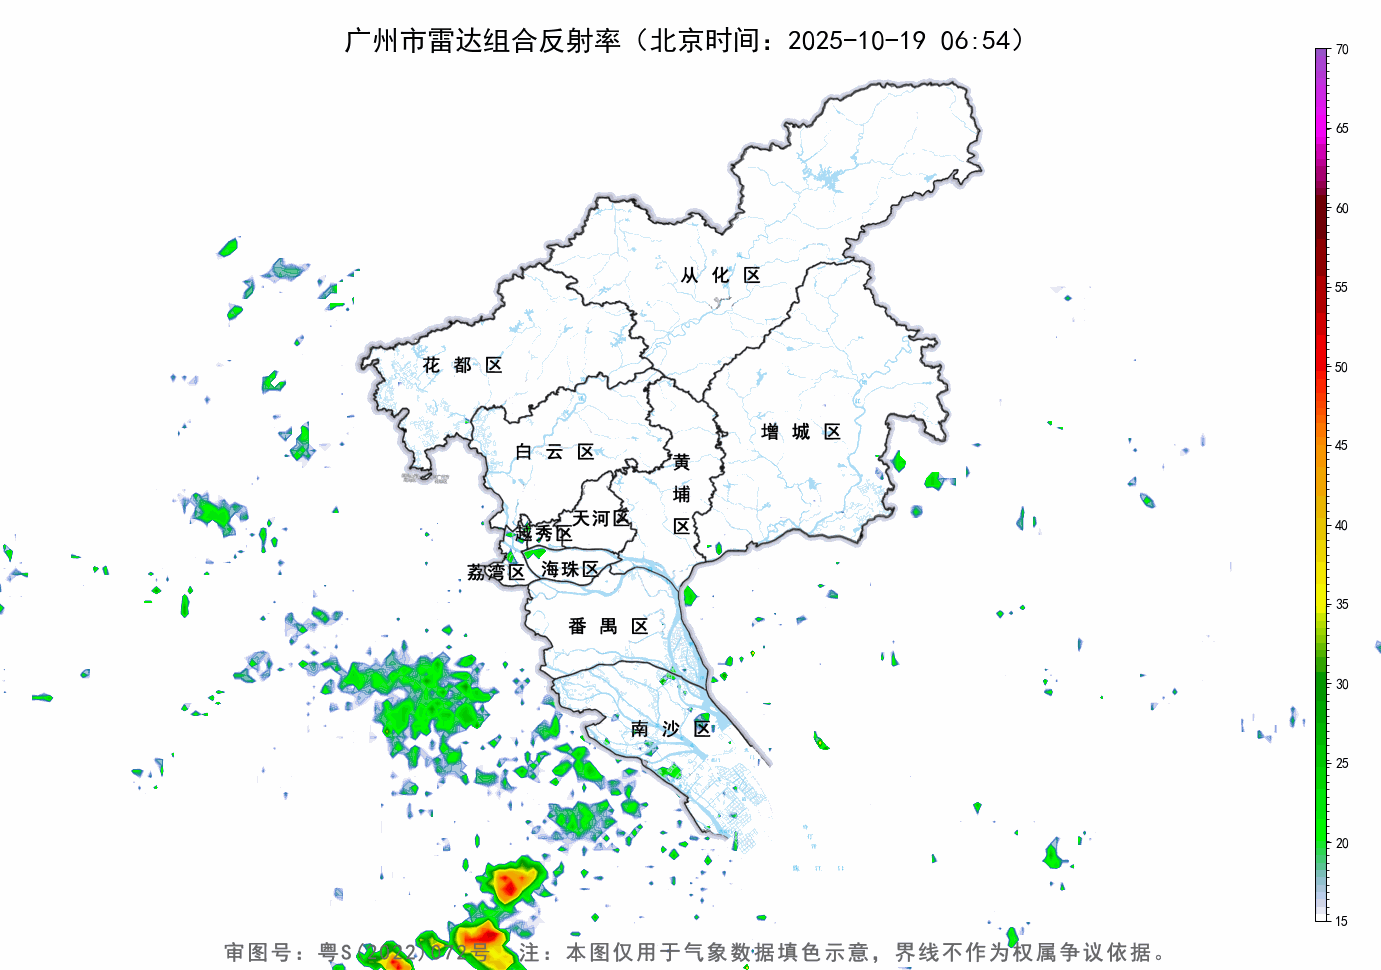 广州市雷达组合反射率（北京时间：2025-10-19 06:54）
70
65
60
55
50
45
40
35
30
25
20
15
从化区
花都区
增城区
白云区
黄埔区
天河区
越秀区
荔湾区
海珠区
番禺区
南沙区
审图号：粤S(2022)072号 注：本图仅用于气象数据填色示意，界线不作为权属争议依据。